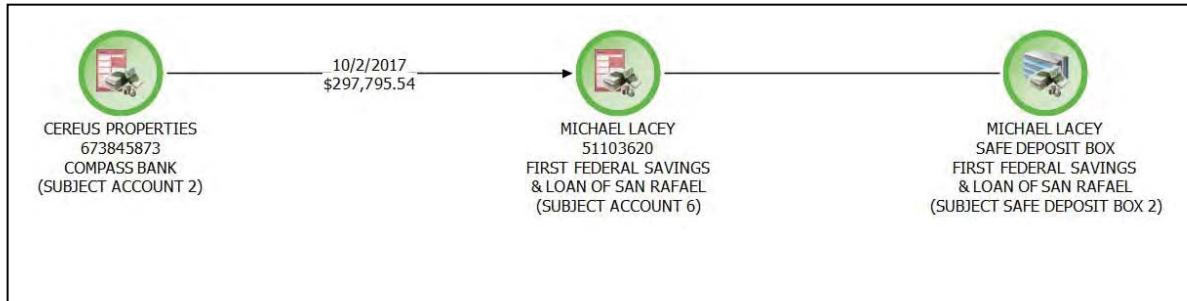 10/2/2017
$297,795.54
CEREUS PROPERTIES
673845873
COMPASS BANK
(SUBJECT ACCOUNT 2)
MICHAEL LACEY
51103620
FIRST FEDERAL SAVINGS
& LOAN OF SAN RAFAEL
(SUBJECT ACCOUNT 6)
MICHAEL LACEY
SAFE DEPOSIT BOX
FIRST FEDERAL SAVINGS
& LOAN OF SAN RAFAEL
(SUBJECT SAFE DEPOSIT BOX 2)